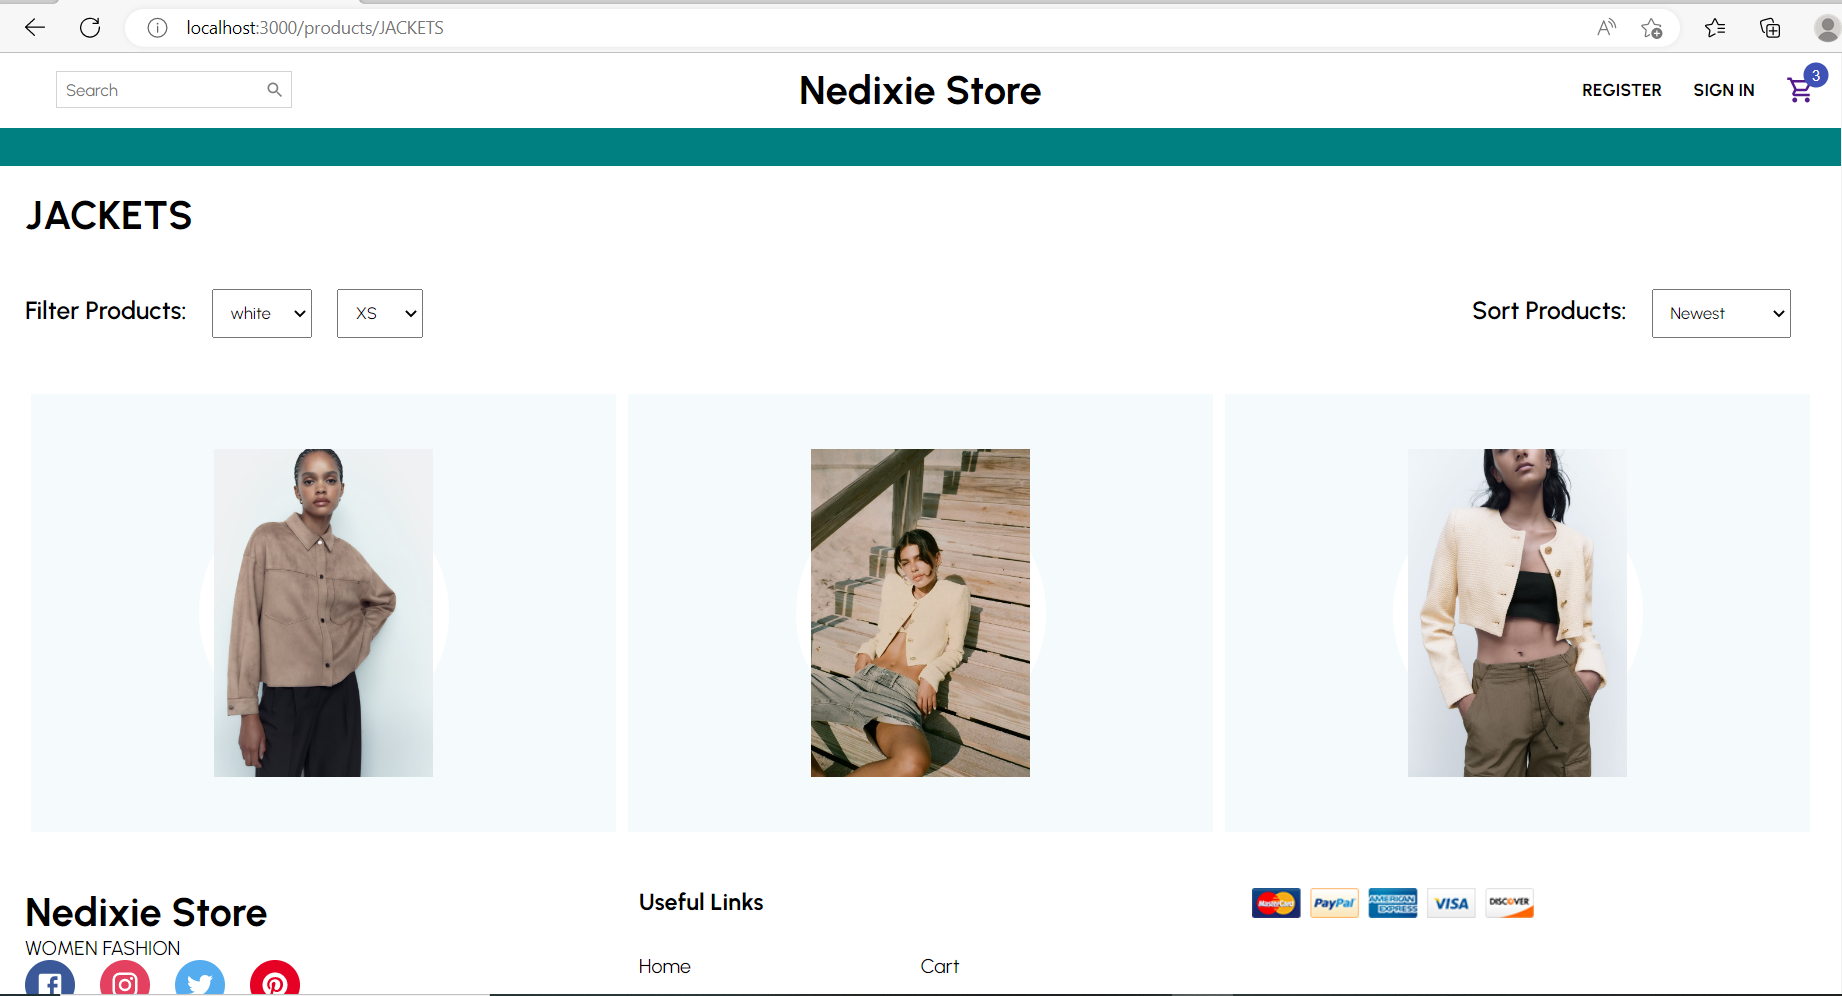 localhost:3000/products/JACKETS
Search
Nedixie Store
REGISTER
SIGN IN
3
JACKETS
Filter Products:
white
XS
Sort Products:
Newest
Nedixie Store
WOMEN FASHION
Useful Links
Home
Cart
MasterCard
PayPal
AMERICAN EXPRESS
VISA
DISCOVER